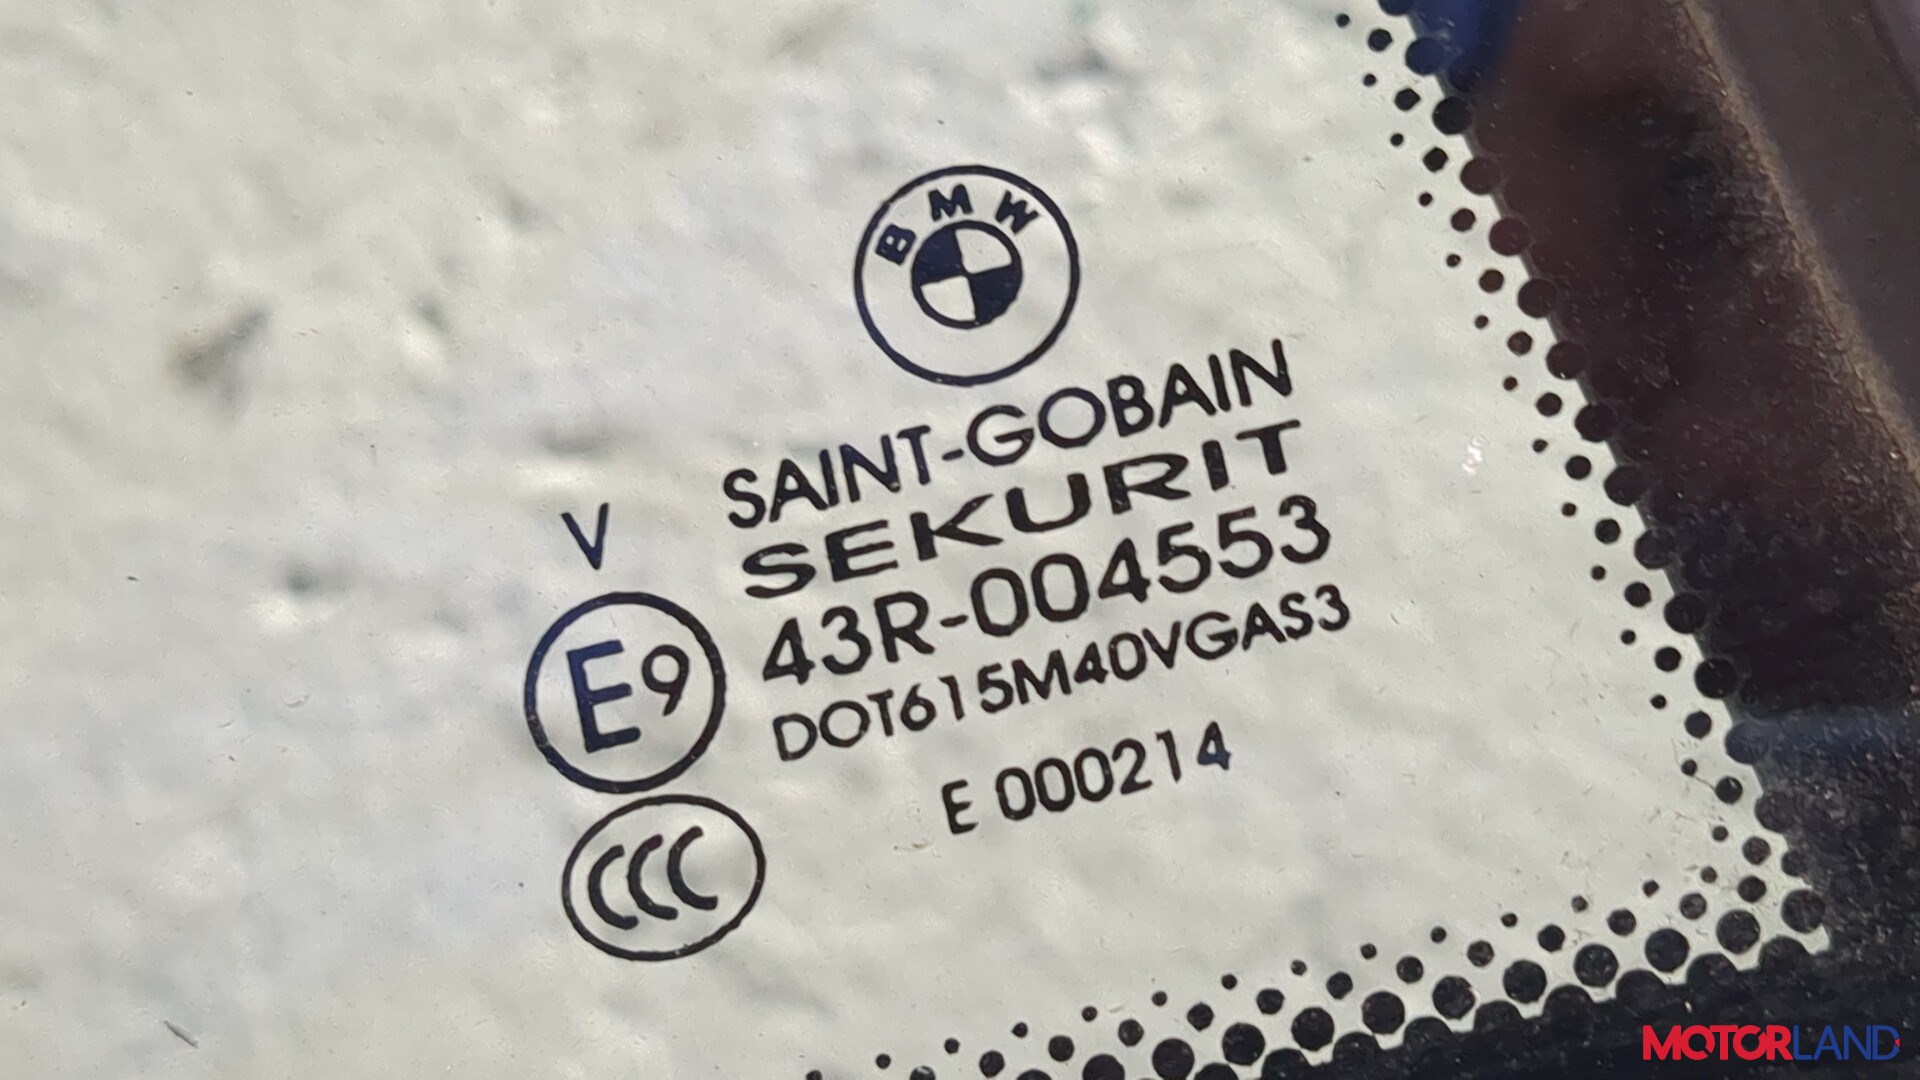 BMW
SAINT-GOBAIN
SEKURIT
V
43R-004553
E9
DOT615M40VGAS3
E 000214
CCC
MOTORLAND